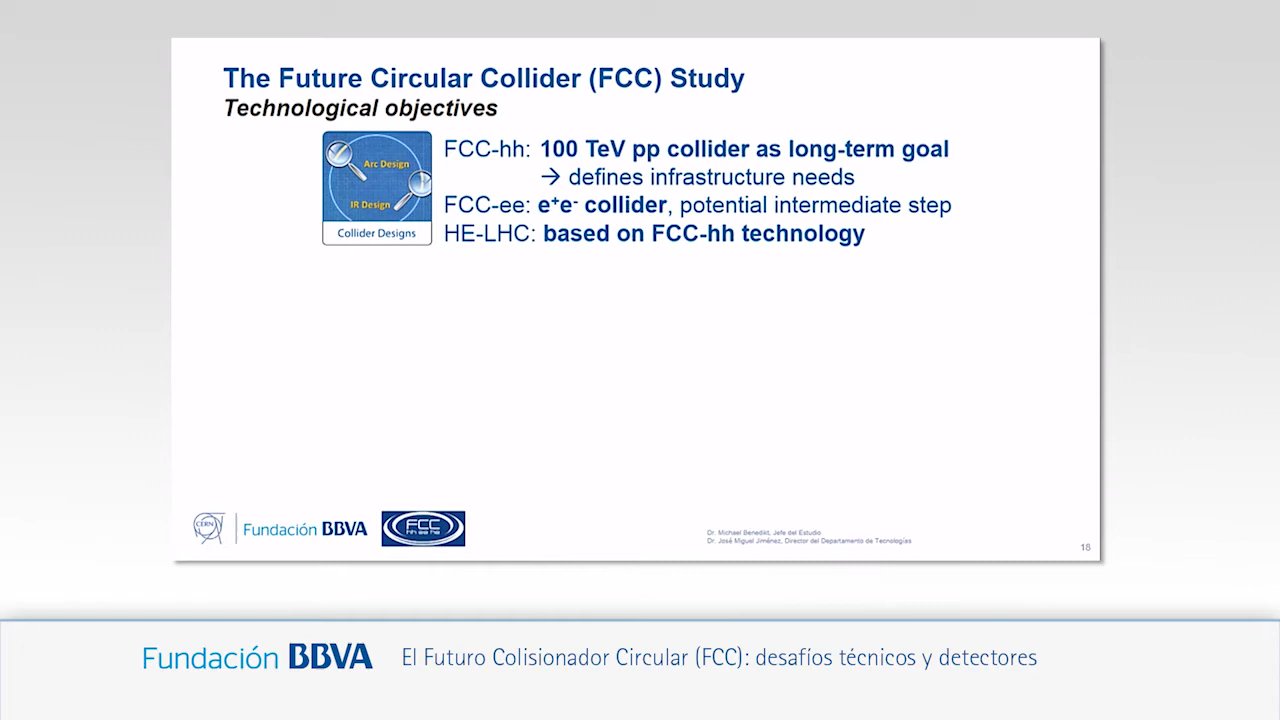 The Future Circular Collider (FCC) Study
Technological objectives
Arc Design
IR Design
Collider Designs
FCC-hh: 100 TeV pp collider as long-term goal
→ defines infrastructure needs
FCC-ee: e+e- collider, potential intermediate step
HE-LHC: based on FCC-hh technology
CERN
Fundación BBVA
FCC
hh ee he
Dr. Michael Benedikt, Jefe del Estudio
Dr. José Miguel Jiménez, Director del Departamento de Tecnologías
18
Fundación BBVA
El Futuro Colisionador Circular (FCC): desafíos técnicos y detectores